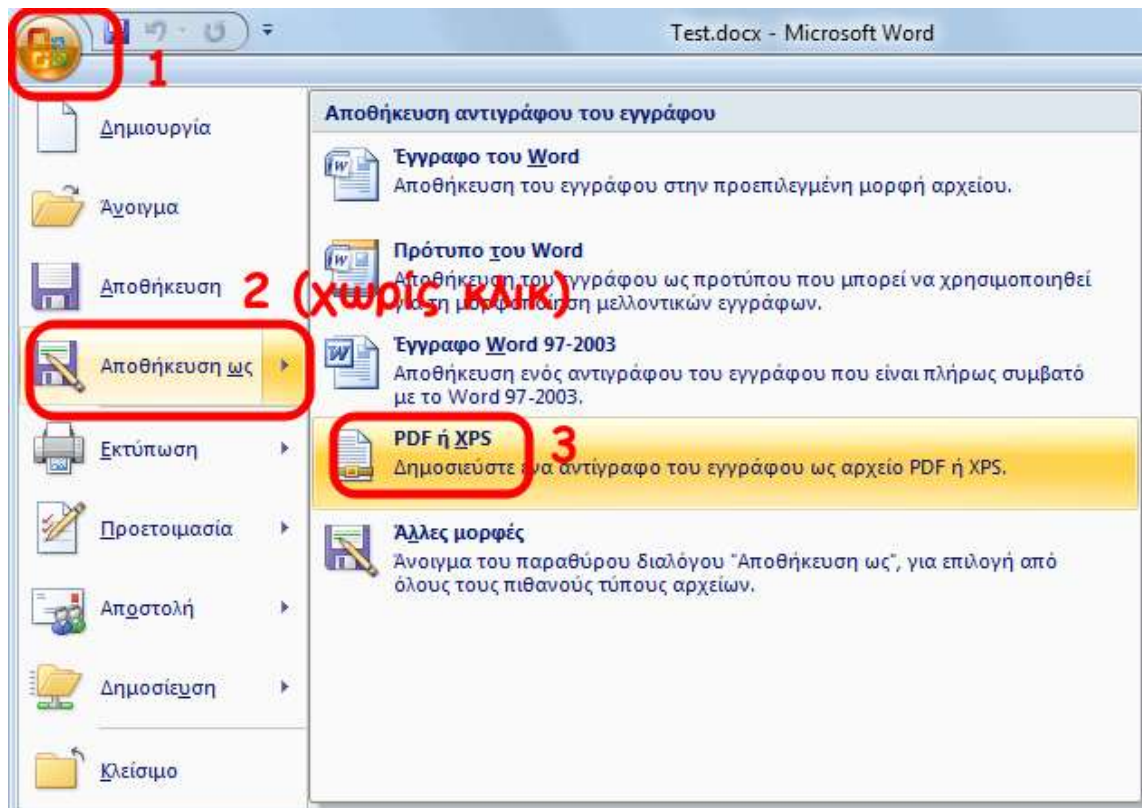 Test.docx - Microsoft Word
1
Δημιουργία
Άνοιγμα
Αποθήκευση
2 (χωρίς κλικ)
Αποθήκευση ως
Εκτύπωση
Προετοιμασία
Αποστολή
Δημοσίευση
Κλείσιμο
Αποθήκευση αντιγράφου του εγγράφου
Έγγραφο του Word
Αποθήκευση του εγγράφου στην προεπιλεγμένη μορφή αρχείου.
Πρότυπο του Word
Αποθήκευση του εγγράφου ως προτύπου που μπορεί να χρησιμοποιηθεί
για τη μορφοποίηση μελλοντικών εγγράφων.
Έγγραφο Word 97-2003
Αποθήκευση ενός αντιγράφου του εγγράφου που είναι πλήρως συμβατό
με το Word 97-2003.
PDF ή XPS
3
Δημοσιεύστε ένα αντίγραφο του εγγράφου ως αρχείο PDF ή XPS.
Άλλες μορφές
Άνοιγμα του παραθύρου διαλόγου "Αποθήκευση ως", για επιλογή από
όλους τους πιθανούς τύπους αρχείων.